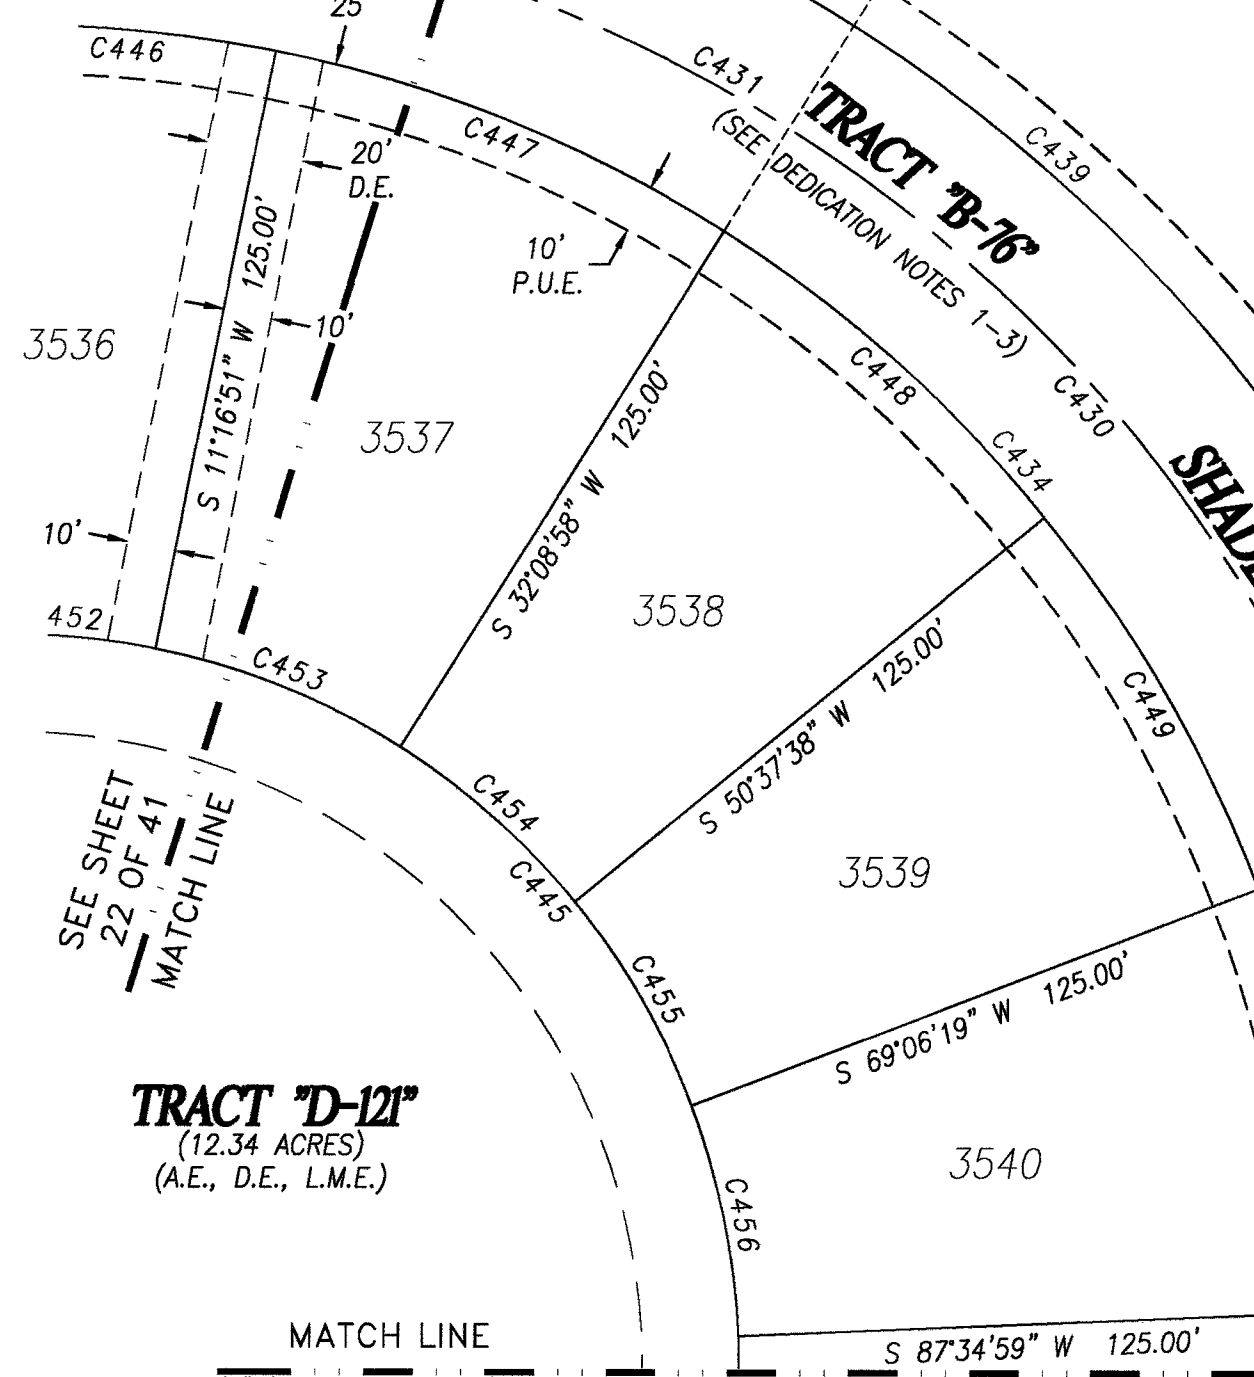 25
C446
C431
TRACT "B-76"
(SEE DEDICATION NOTES 1-3)
C439
C447
20'
D.E.
10'
P.U.E.
S 11°16'51" W 125.00'
10'
3536
3537
C448
C430
C434
S 32°08'58" W 125.00'
10'
3538
452
C453
S 50°37'38" W 125.00'
C449
SEE SHEET
22 OF 41
MATCH LINE
C454
C445
3539
C455
S 69°06'19" W 125.00'
TRACT "D-121"
(12.34 ACRES)
(A.E., D.E., L.M.E.)
3540
C456
MATCH LINE
S 87°34'59" W 125.00'